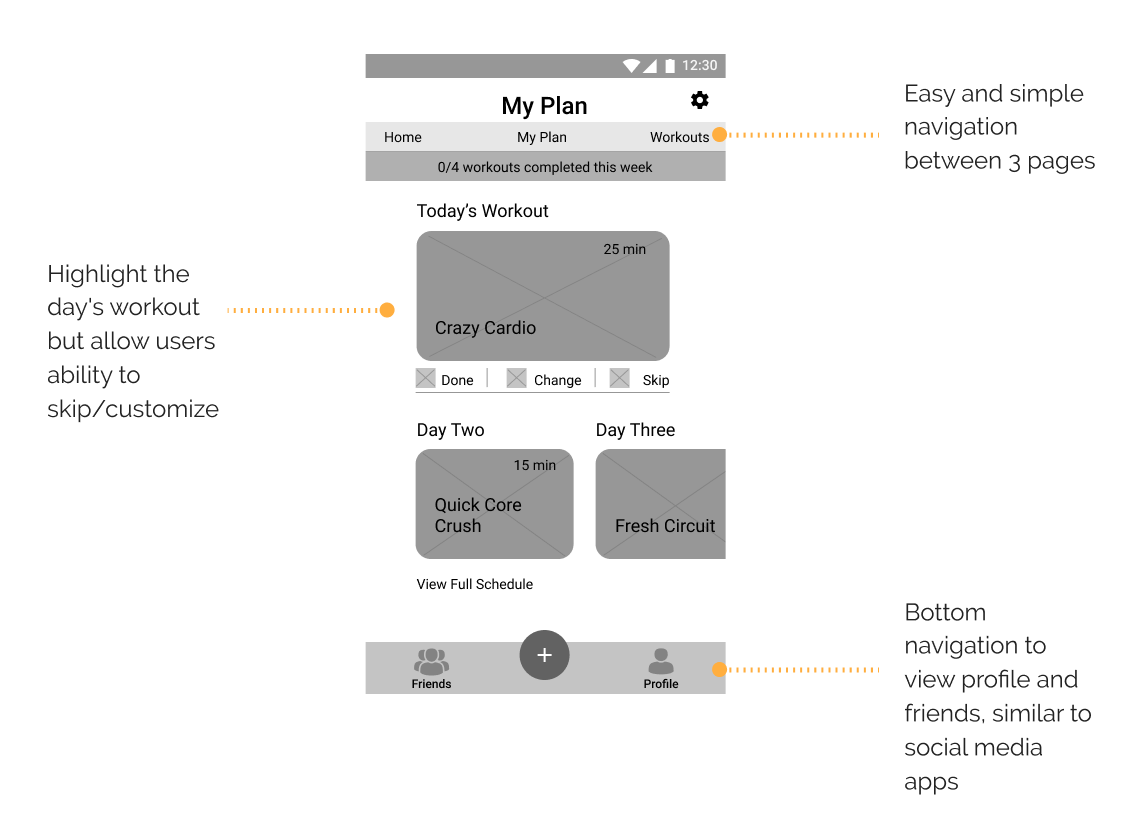 12:30
My Plan
Home My Plan Workouts
0/4 workouts completed this week
Easy and simple
navigation
between 3 pages
Today’s Workout
25 min
Crazy Cardio
Done Change Skip
Highlight the
day's workout
but allow users
ability to
skip/customize
Day Two Day Three
15 min
Quick Core
Crush
Fresh Circuit
View Full Schedule
+
Friends Profile
Bottom
navigation to
view profile and
friends, similar to
social media
apps